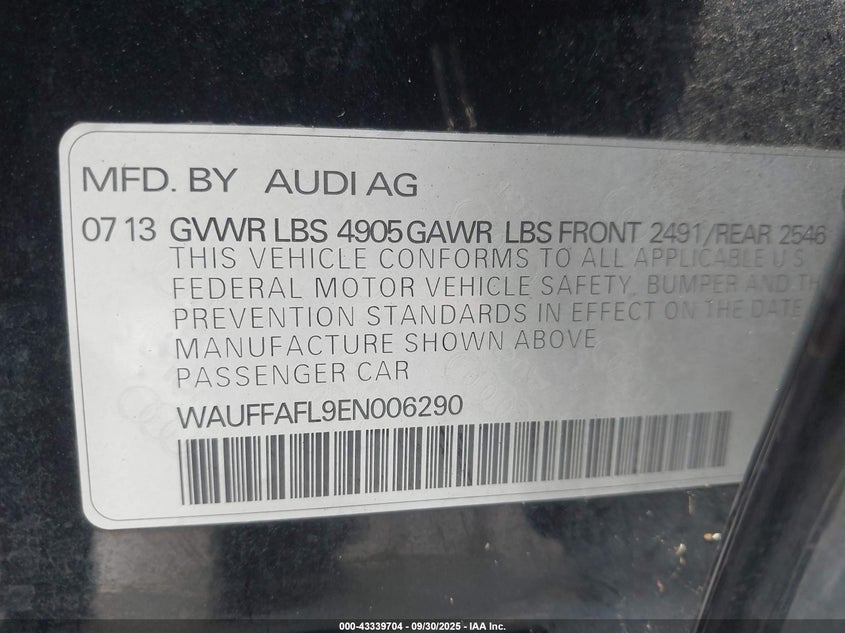 MFD. BY AUDI AG
07 13 GVWR LBS 4905 GAWR LBS FRONT 2491/REAR 2546
THIS VEHICLE CONFORMS TO ALL APPLICABLE U.S.
FEDERAL MOTOR VEHICLE SAFETY, BUMPER AND TH
PREVENTION STANDARDS IN EFFECT ON THE DATE
MANUFACTURE SHOWN ABOVE
PASSENGER CAR
WAUFFAFL9EN006290
000-43339704 - 09/30/2025 - IAA Inc.